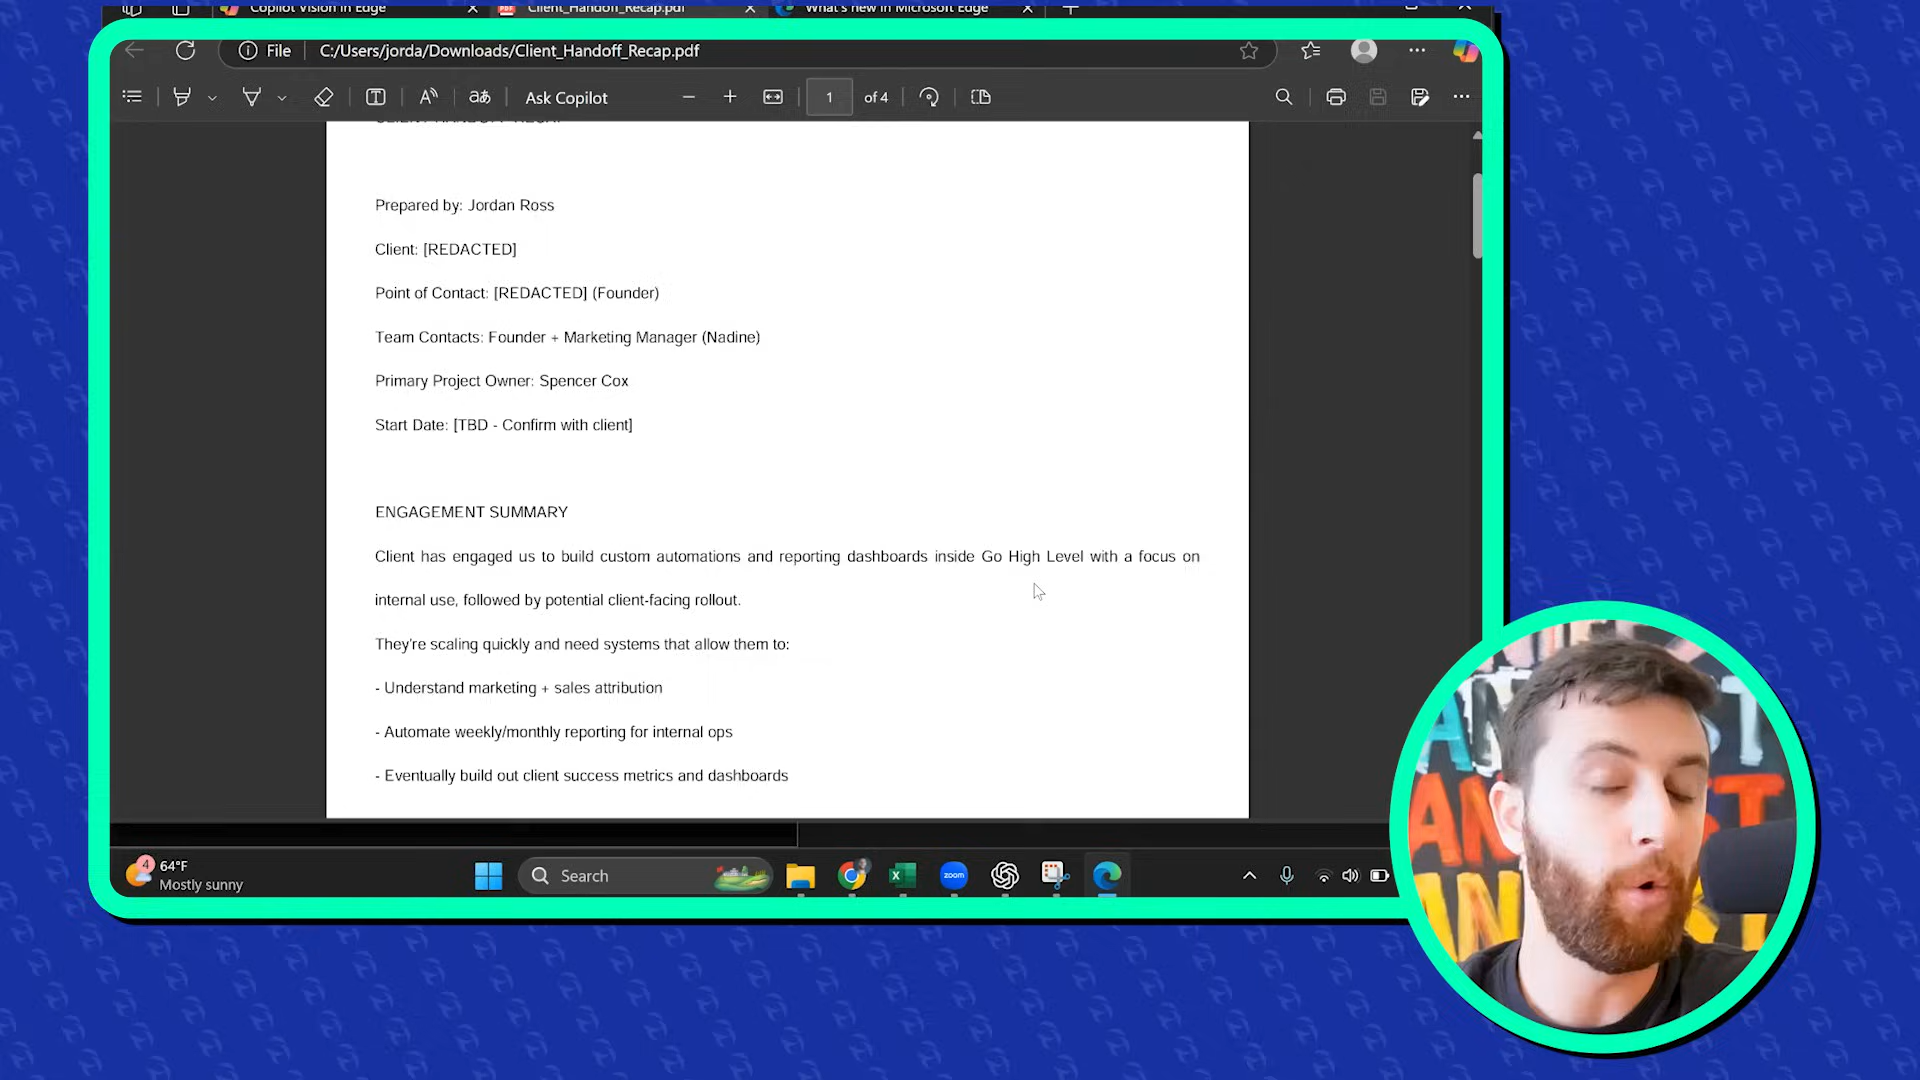 Copilot Vision in Edge
Client_Handoff_Recap.pdf
What's new in Microsoft Edge
File
C:/Users/jorda/Downloads/Client_Handoff_Recap.pdf
aあ
Ask Copilot
1
of 4
Prepared by: Jordan Ross
Client: [REDACTED]
Point of Contact: [REDACTED] (Founder)
Team Contacts: Founder + Marketing Manager (Nadine)
Primary Project Owner: Spencer Cox
Start Date: [TBD - Confirm with client]
ENGAGEMENT SUMMARY
Client has engaged us to build custom automations and reporting dashboards inside Go High Level with a focus on
internal use, followed by potential client-facing rollout.
They're scaling quickly and need systems that allow them to:
- Understand marketing + sales attribution
- Automate weekly/monthly reporting for internal ops
- Eventually build out client success metrics and dashboards
4
64°F
Mostly sunny
Search
zoom